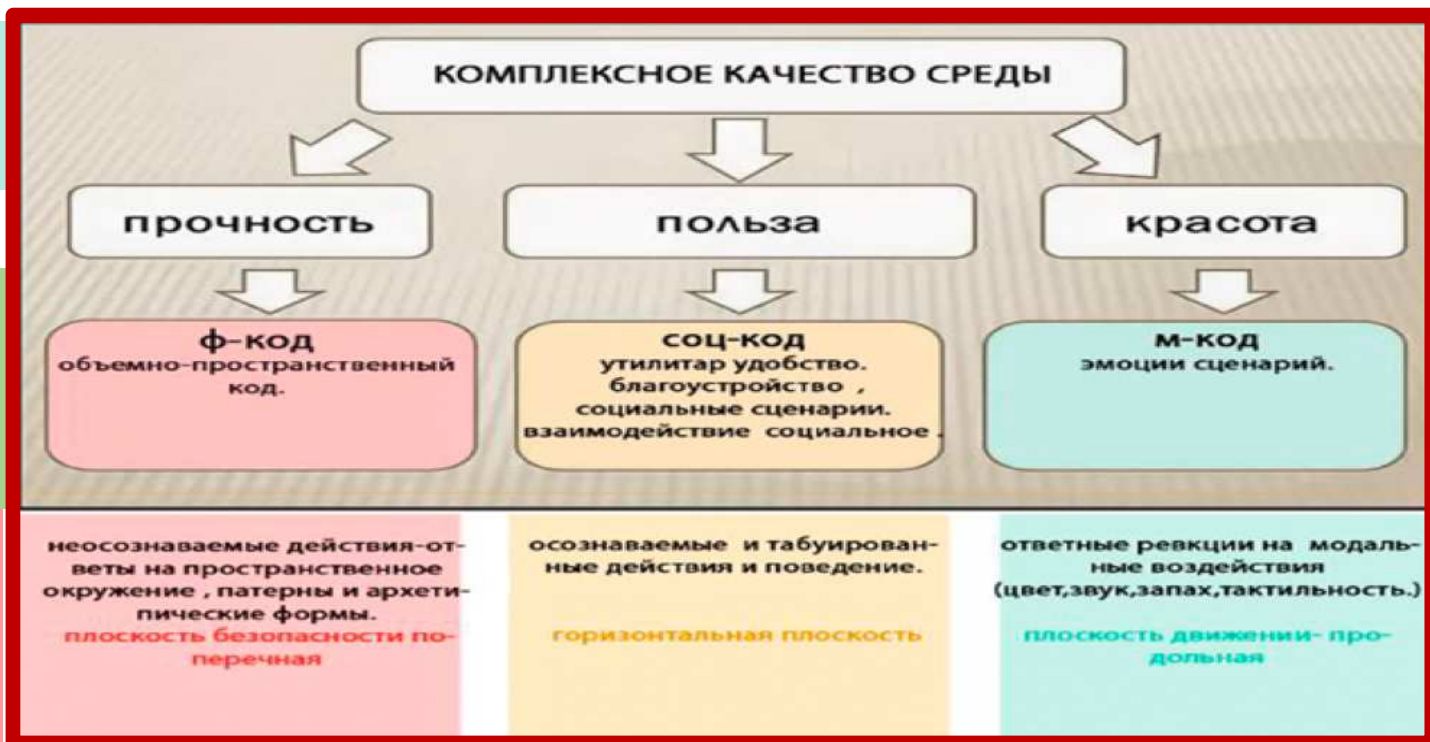 КОМПЛЕКСНОЕ КАЧЕСТВО СРЕДЫ
прочность
польза
красота
ф-код
объемно-пространственный
код.
соц-код
утилитар удобство.
благоустройство ,
социальные сценарии.
взаимодействие социальное .
м-код
эмоции сценарий.
неосознаваемые действия-от-
веты на пространственное
окружение , патерны и архети-
пические формы.
плоскость безопасности по-
перечная
осознаваемые и табуирован-
ные действия и поведение.
горизонтальная плоскость
ответные ревкции на модаль-
ные воздействия
(цвет,звук,запах,тактильность.)
плоскость движении- про-
дольная